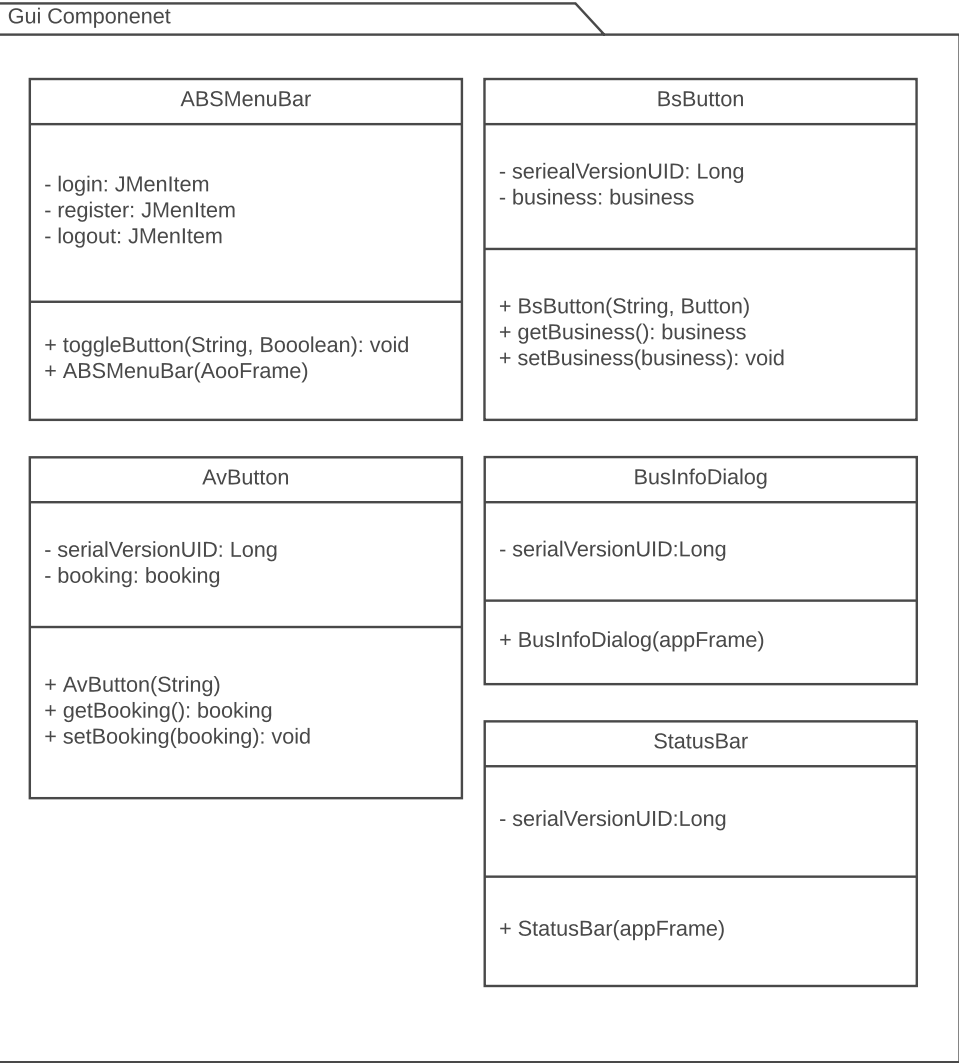 Gui Componenet
ABSMenuBar
- login: JMenItem
- register: JMenItem
- logout: JMenItem
+ toggleButton(String, Booolean): void
+ ABSMenuBar(AooFrame)
BsButton
- seriealVersionUID: Long
- business: business
+ BsButton(String, Button)
+ getBusiness(): business
+ setBusiness(business): void
AvButton
- serialVersionUID: Long
- booking: booking
+ AvButton(String)
+ getBooking(): booking
+ setBooking(booking): void
BusInfoDialog
- serialVersionUID:Long
+ BusInfoDialog(appFrame)
StatusBar
- serialVersionUID:Long
+ StatusBar(appFrame)